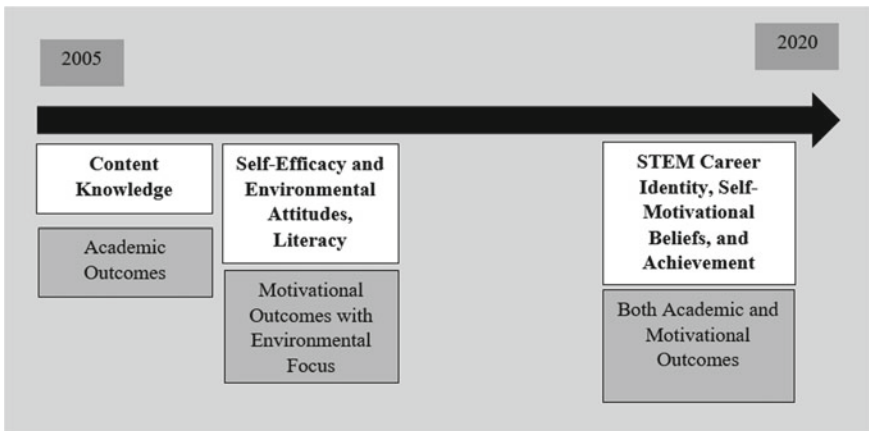 2005
2020
Content
Knowledge
Academic
Outcomes
Self-Efficacy and
Environmental
Attitudes,
Literacy
Motivational
Outcomes with
Environmental
Focus
STEM Career
Identity, Self-
Motivational
Beliefs, and
Achievement
Both Academic and
Motivational
Outcomes